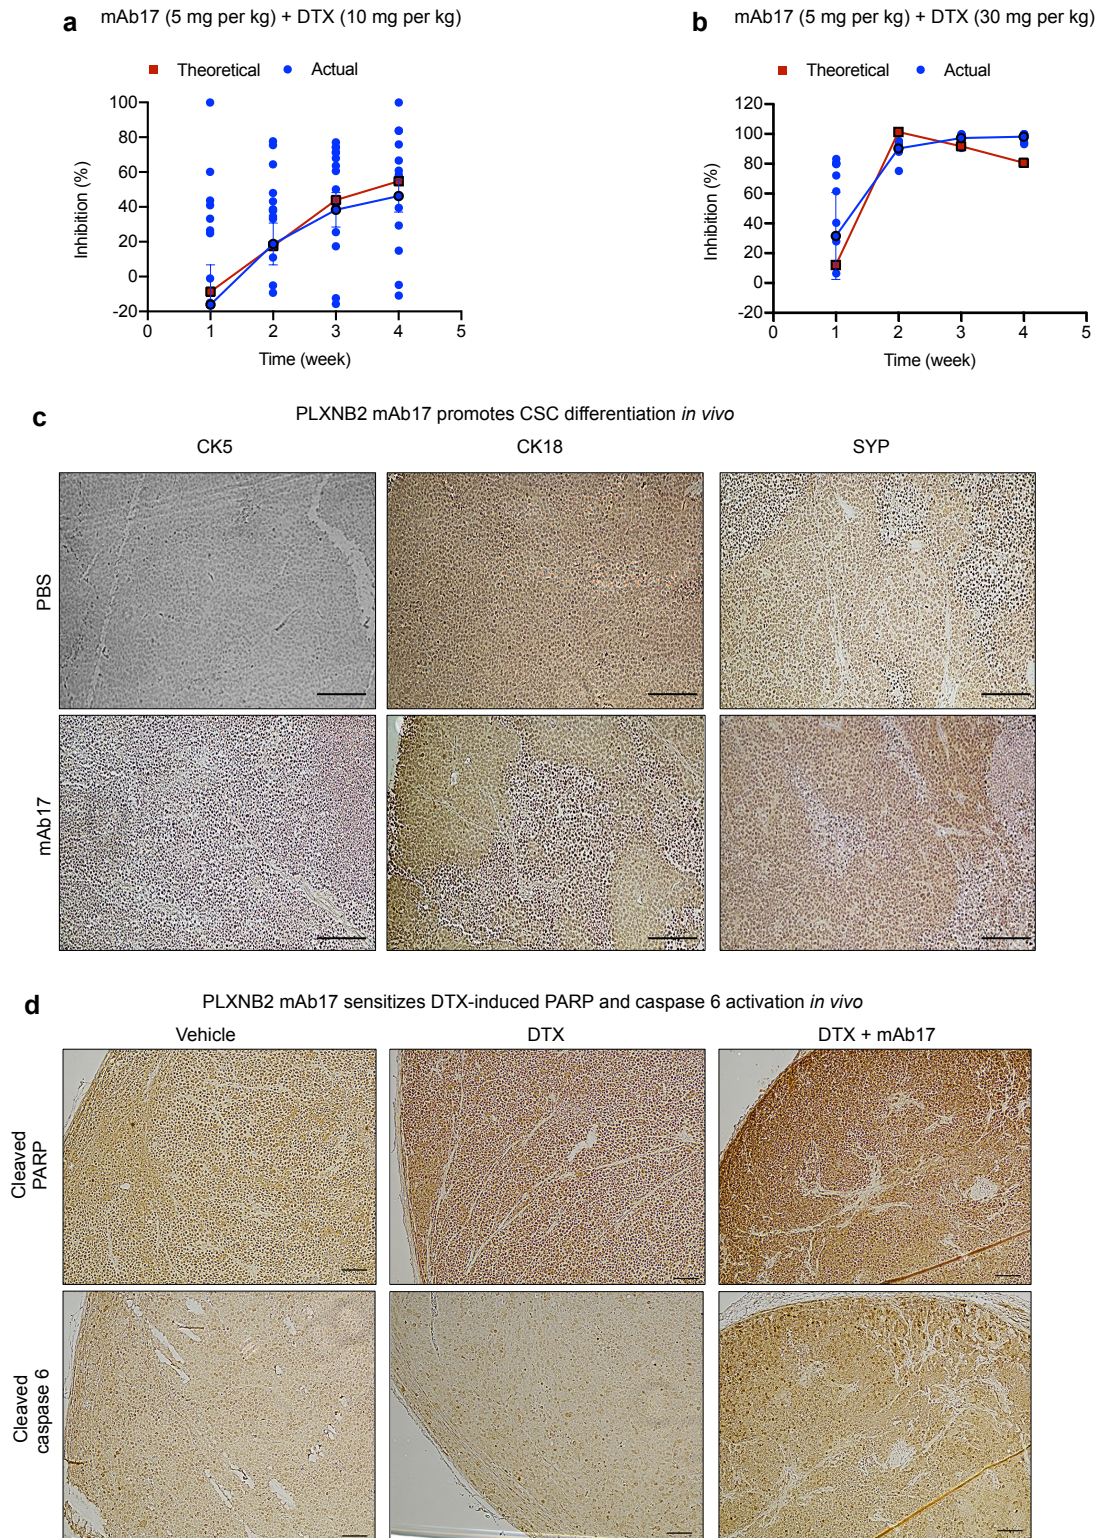 a
mAb17 (5 mg per kg) + DTX (10 mg per kg)
Theoretical
Actual
Inhibition (%)
100
80
60
40
20
0
-20
0
1
2
3
4
5
Time (week)
b
mAb17 (5 mg per kg) + DTX (30 mg per kg)
Theoretical
Actual
Inhibition (%)
120
100
80
60
40
20
0
-20
0
1
2
3
4
5
Time (week)
c
PLXNB2 mAb17 promotes CSC differentiation in vivo
CK5
CK18
SYP
PBS
mAb17
d
PLXNB2 mAb17 sensitizes DTX-induced PARP and caspase 6 activation in vivo
Vehicle
DTX
DTX + mAb17
Cleaved
PARP
Cleaved
caspase 6